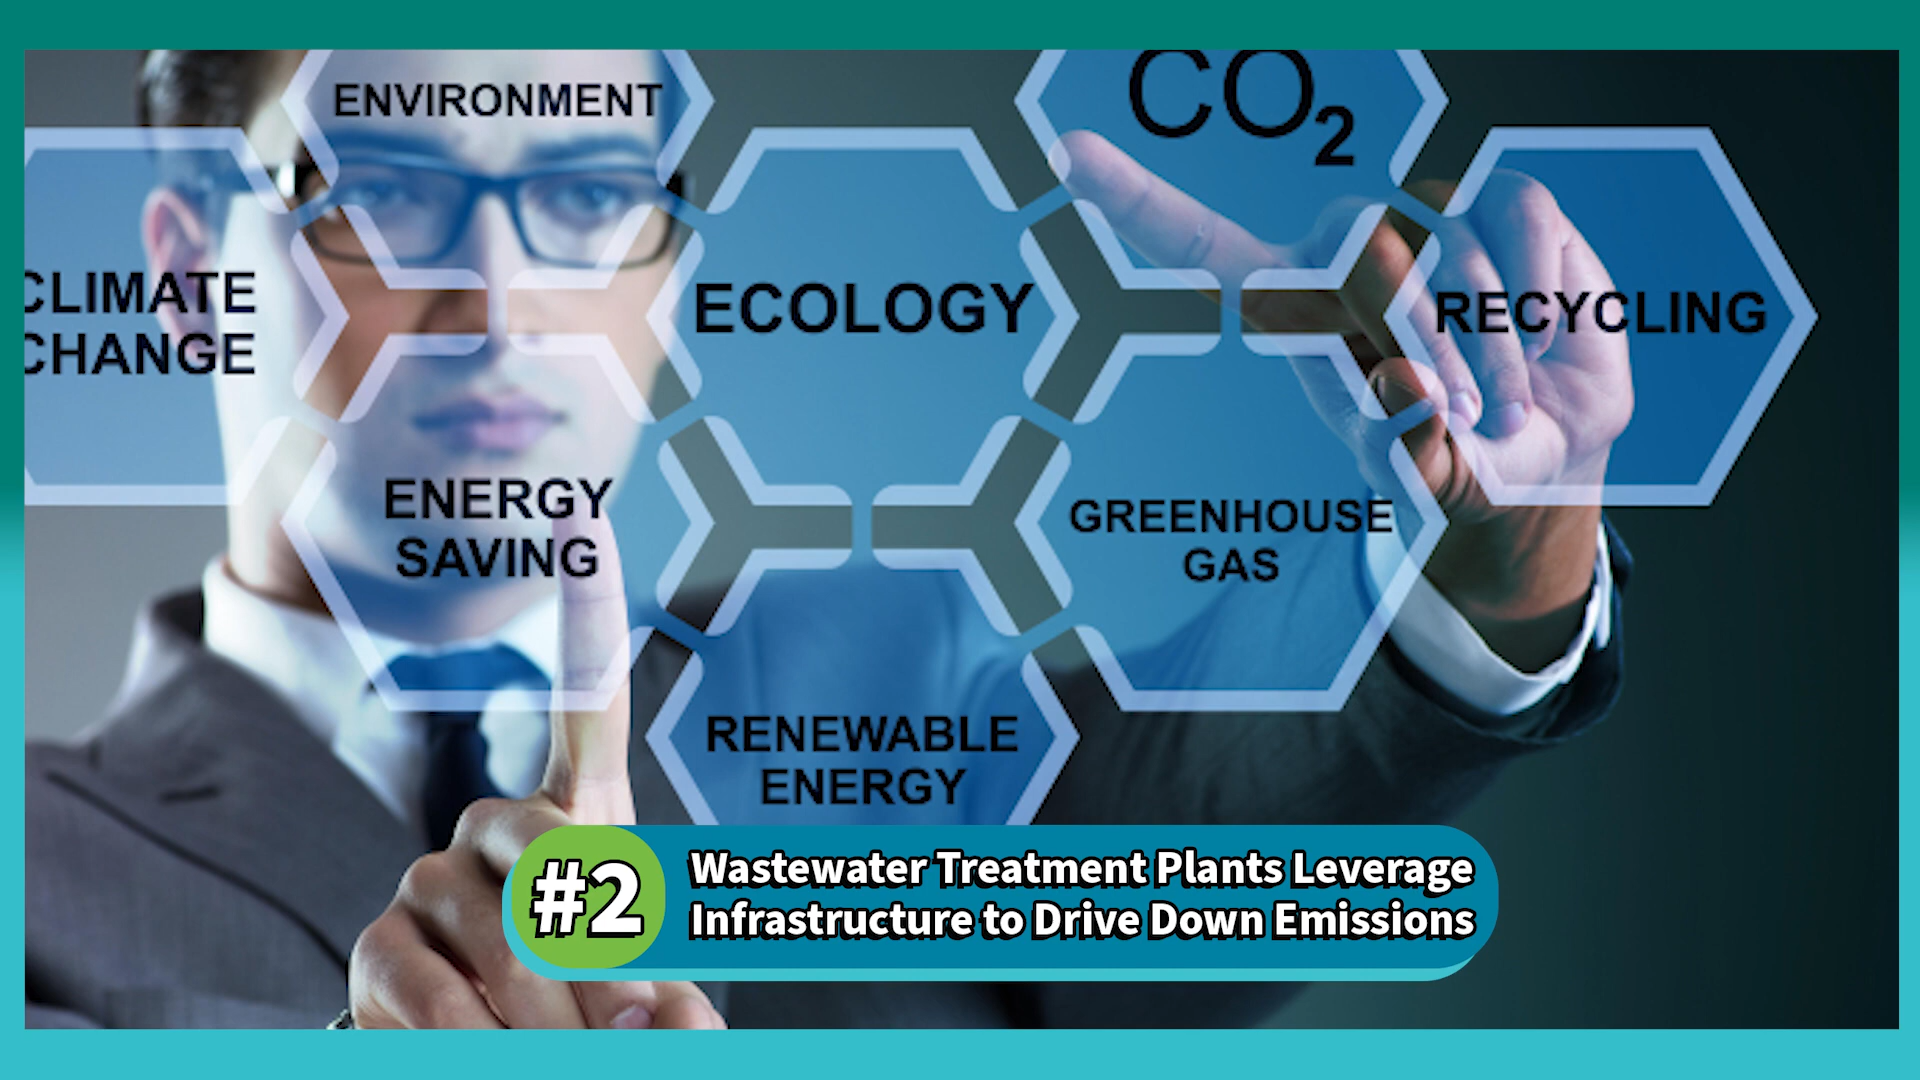 ENVIRONMENT
CO2
CLIMATE
CHANGE
ECOLOGY
RECYCLING
ENERGY
SAVING
GREENHOUSE
GAS
RENEWABLE
ENERGY
#2
Wastewater Treatment Plants Leverage
Infrastructure to Drive Down Emissions